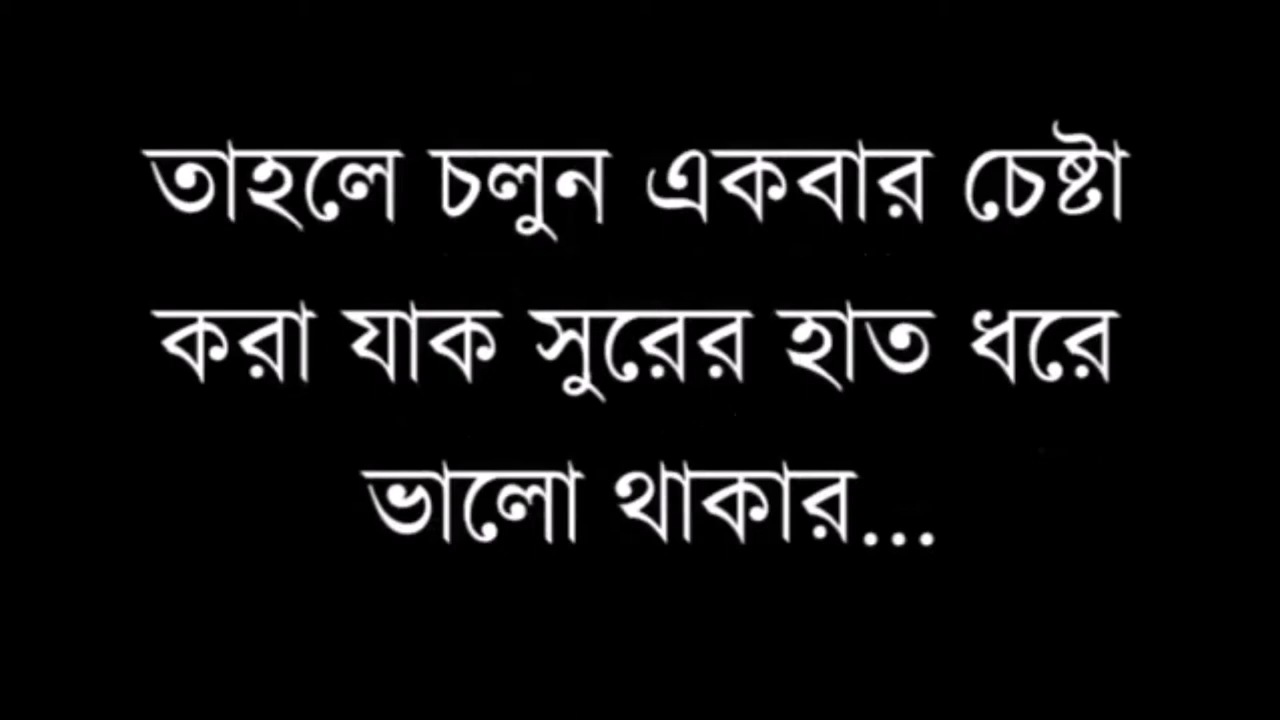 তাহলে চলুন একবার চেষ্টা
করা যাক সুরের হাত ধরে
ভালো থাকার...